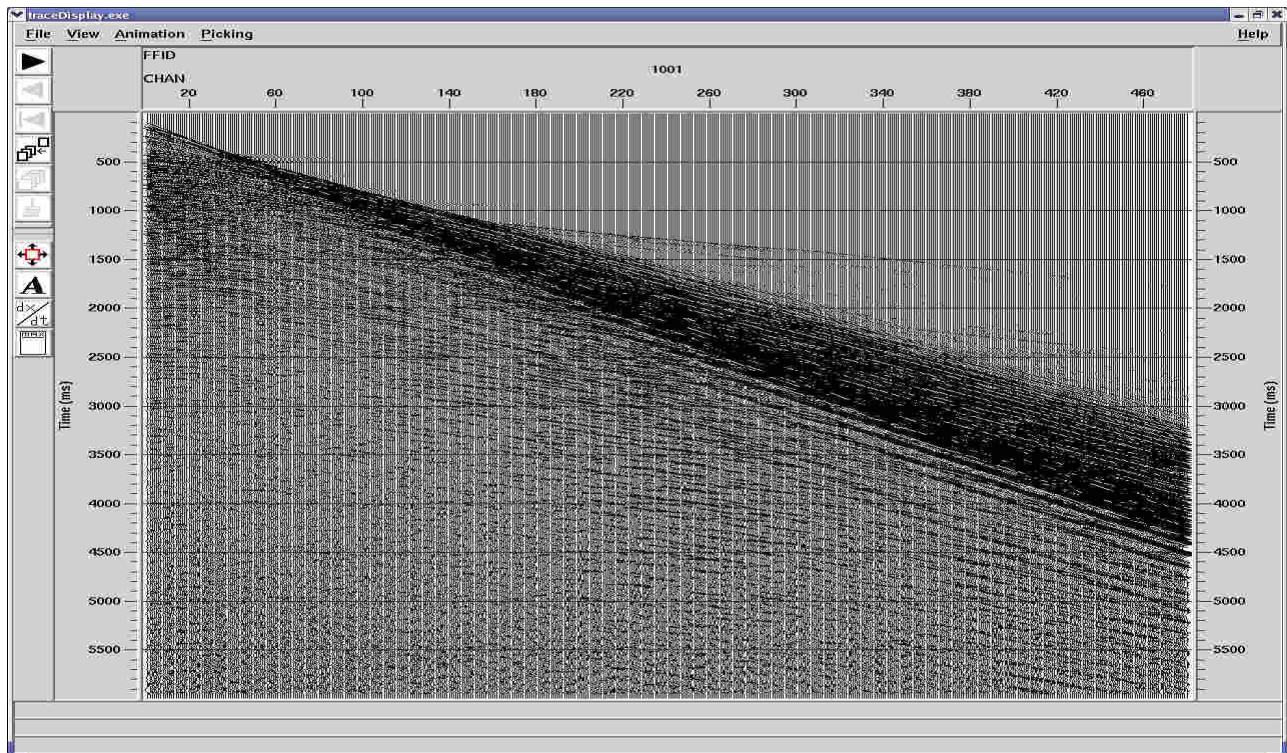 traceDisplay.exe
File View Animation Picking Help
FFID
1001
CHAN
20 60 100 140 180 220 260 300 340 380 420 460
500 500
1000 1000
A
1500 1500
dx/dt
2000 2000
max
2500 2500
Time (ms) Time (ms)
3000 3000
3500 3500
4000 4000
4500 4500
5000 5000
5500 5500